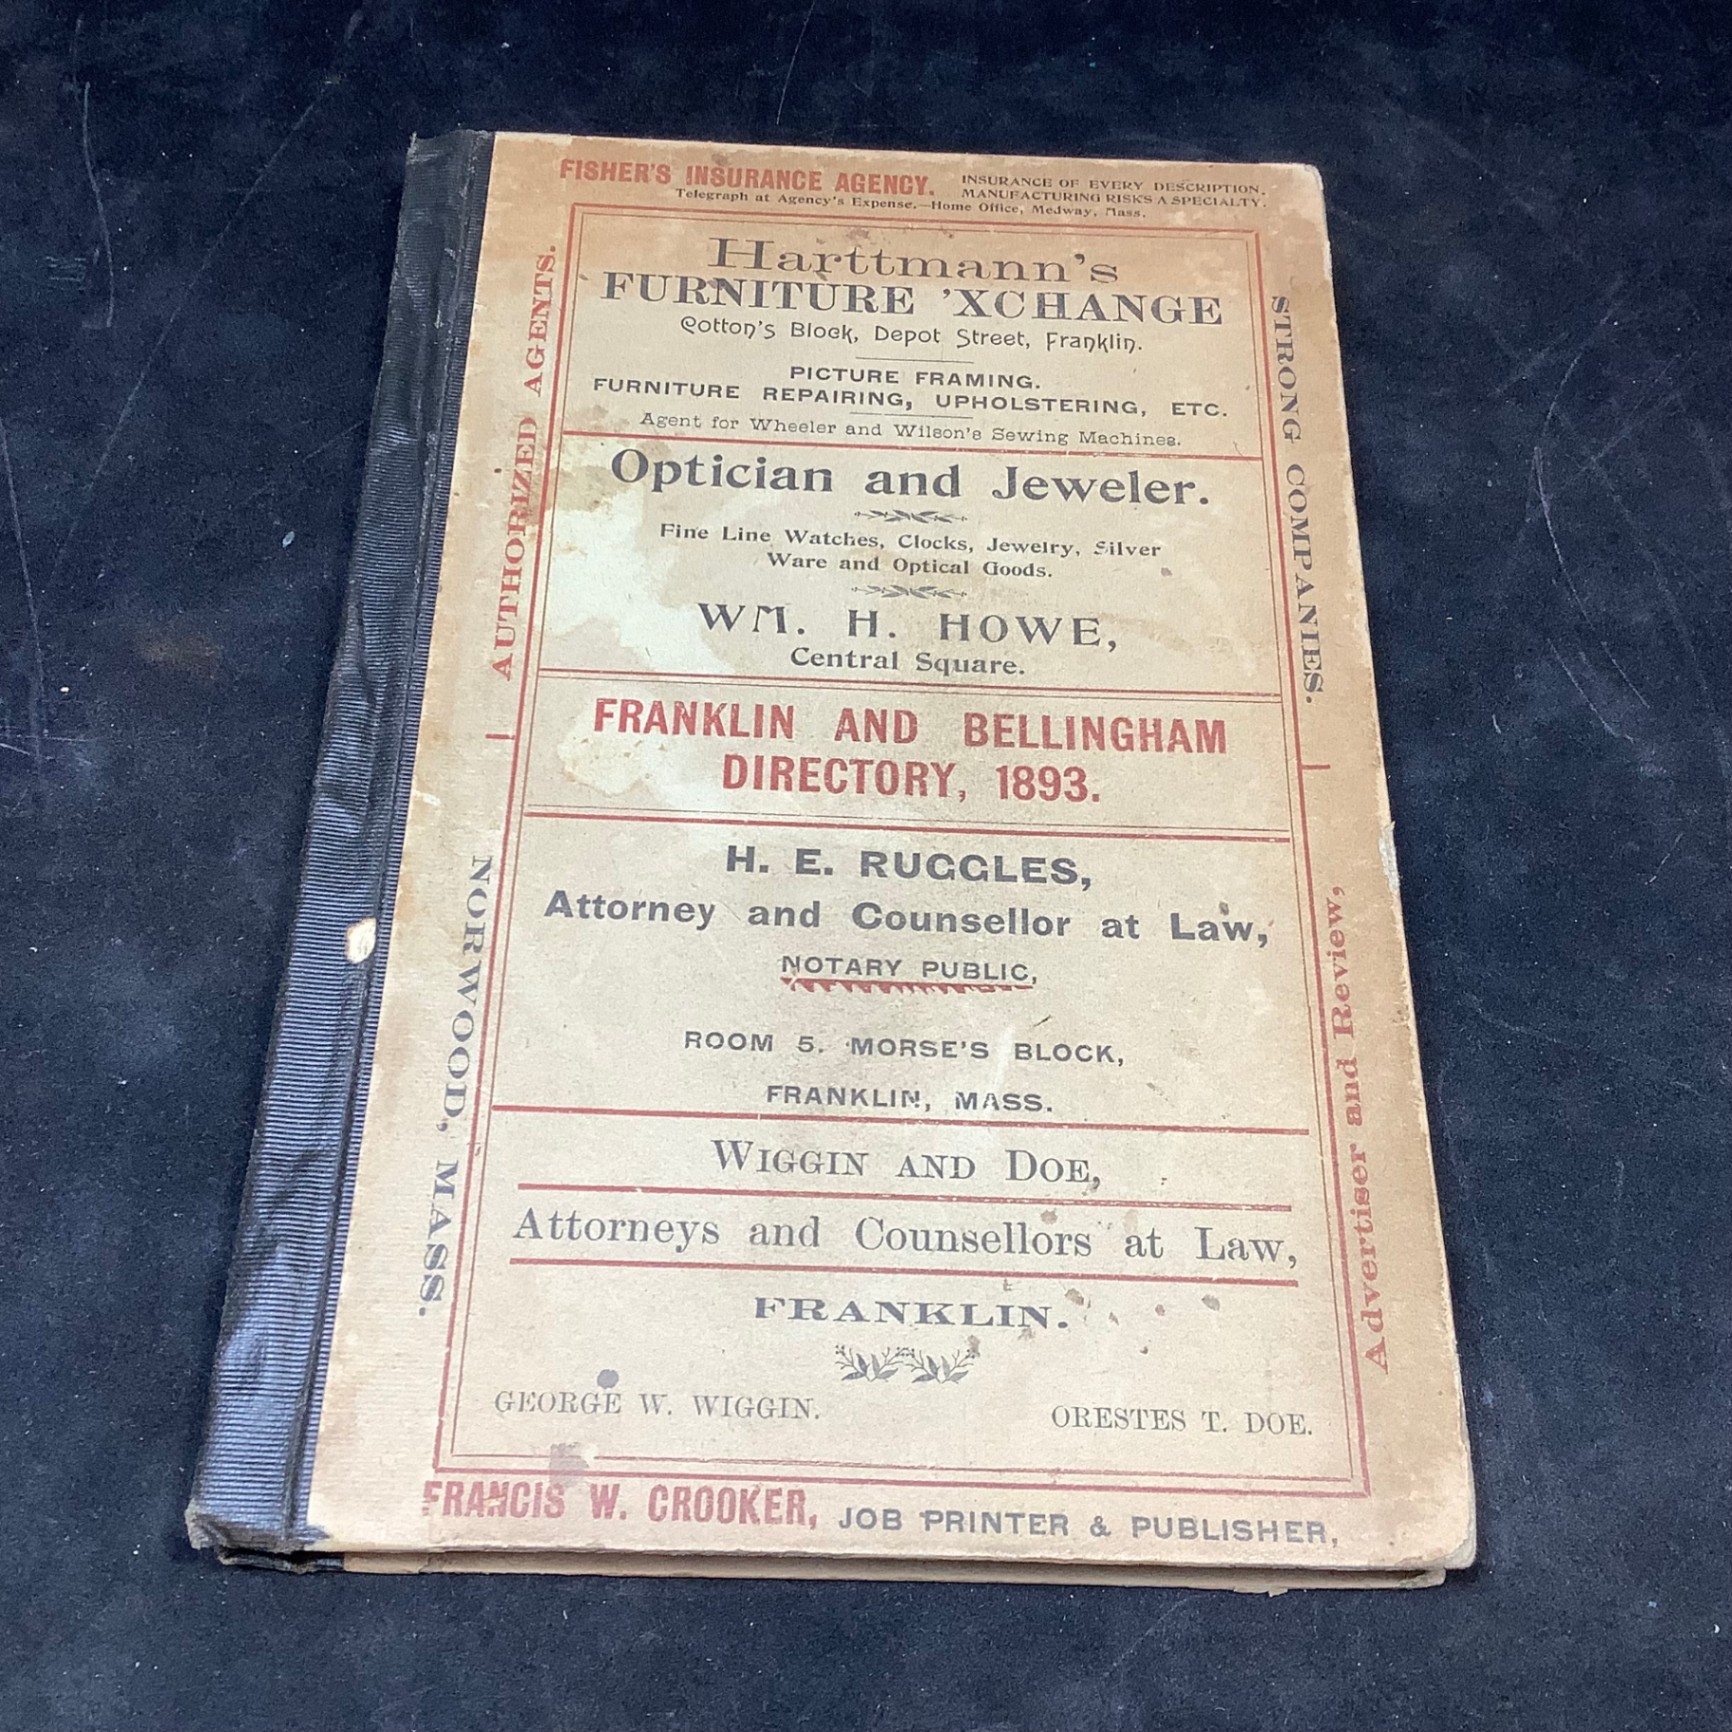 FISHER'S INSURANCE AGENCY. INSURANCE OF EVERY DESCRIPTION.
MANUFACTURING RISKS A SPECIALTY.
Telegraph at Agency's Expense.—Home Office, Medway, Mass.
AUTHORIZED AGENTS.
STRONG COMPANIES.
Harttmann's
FURNITURE 'XCHANGE
Cotton's Block, Depot Street, Franklin.
PICTURE FRAMING.
FURNITURE REPAIRING, UPHOLSTERING, ETC.
Agent for Wheeler and Wilson's Sewing Machines.
Optician and Jeweler.
Fine Line Watches, Clocks, Jewelry, Silver
Ware and Optical Goods.
WM. H. HOWE,
Central Square.
FRANKLIN AND BELLINGHAM
DIRECTORY, 1893.
H. E. RUGGLES,
Attorney and Counsellor at Law,
NOTARY PUBLIC,
ROOM 5. MORSE'S BLOCK,
FRANKLIN, MASS.
WIGGIN AND DOE,
Attorneys and Counsellors at Law,
FRANKLIN.
GEORGE W. WIGGIN. ORESTES T. DOE.
FRANCIS W. CROOKER, JOB PRINTER & PUBLISHER,
Advertiser and Review,
NORWOOD, MASS.